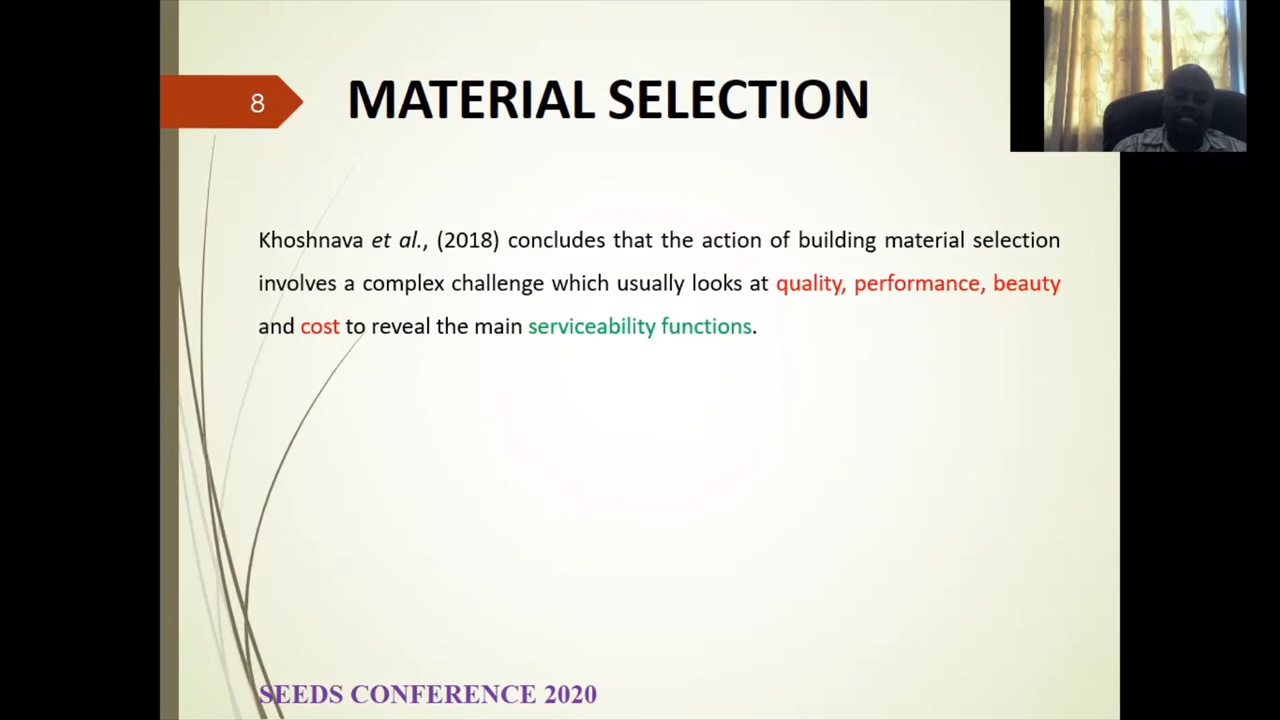 8
MATERIAL SELECTION
Khoshnava et al., (2018) concludes that the action of building material selection
involves a complex challenge which usually looks at quality, performance, beauty
and cost to reveal the main serviceability functions.
SEEDS CONFERENCE 2020